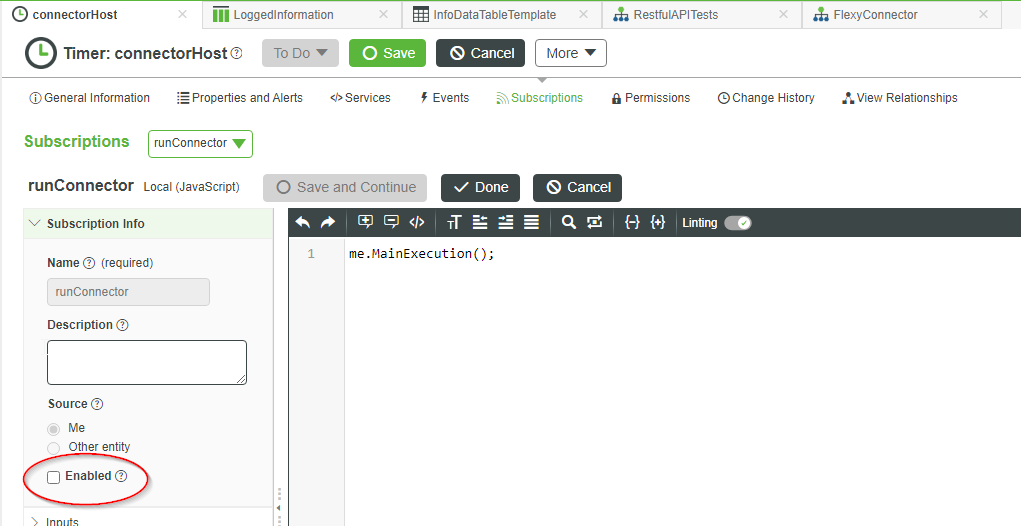 connectorHost LoggedInformation InfoDataTableTemplate RestfulAPITests FlexyConnector
Timer: connectorHost To Do Save Cancel More
General Information Properties and Alerts Services Events Subscriptions Permissions Change History View Relationships
Subscriptions runConnector
runConnector Local (JavaScript) Save and Continue Done Cancel
Subscription Info Linting
1 me.MainExecution();
Name (required)
runConnector
Description
Source
Me
Other entity
Enabled
Inputs